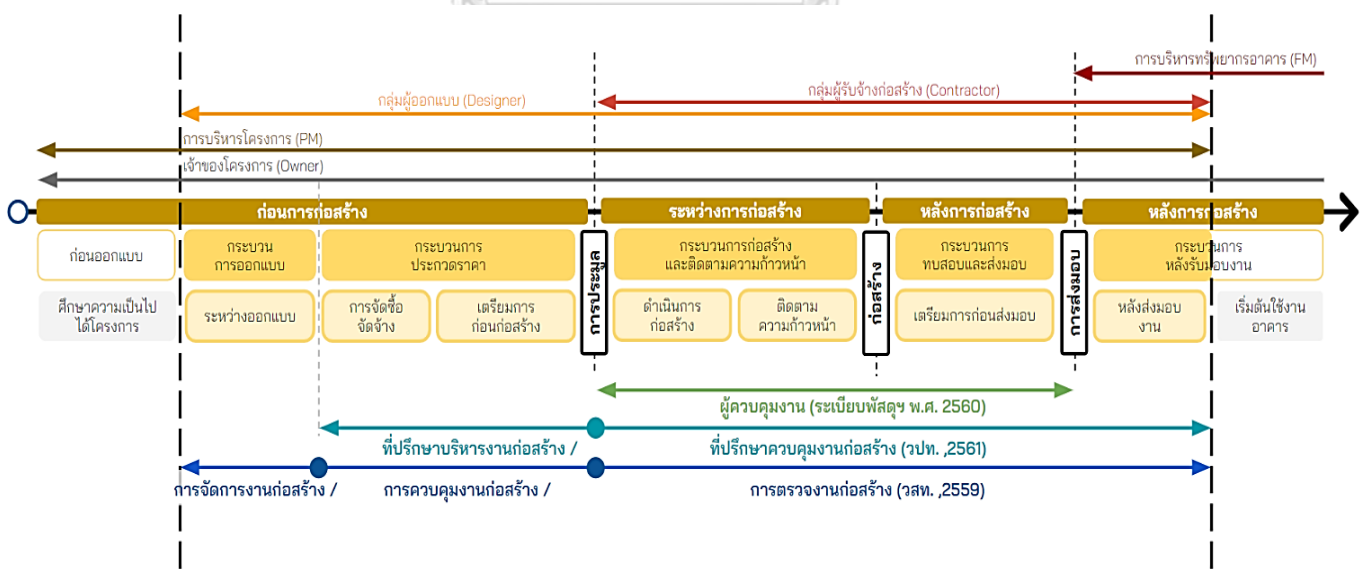 การบริหารทรัพยากรอาคาร (FM)
กลุ่มผู้ออกแบบ (Designer)
กลุ่มผู้รับจ้างก่อสร้าง (Contractor)
การบริหารโครงการ (PM)
เจ้าของโครงการ (Owner)
ก่อนการก่อสร้าง
ระหว่างการก่อสร้าง
หลังการก่อสร้าง
หลังการก่อสร้าง
ก่อนออกแบบ
กระบวน
การออกแบบ
กระบวนการ
ประกวดราคา
การประมูล
กระบวนการก่อสร้าง
และติดตามความก้าวหน้า
ก่อสร้าง
กระบวนการ
ทบสอบและส่งมอบ
การส่งมอบ
กระบวนการ
หลังรับมอบงาน
ศึกษาความเป็นไป
ได้โครงการ
ระหว่างออกแบบ
การจัดซื้อ
จัดจ้าง
เตรียมการ
ก่อนก่อสร้าง
ดำเนินการ
ก่อสร้าง
ติดตาม
ความก้าวหน้า
เตรียมการก่อนส่งมอบ
หลังส่งมอบ
งาน
เริ่มต้นใช้งาน
อาคาร
ผู้ควบคุมงาน (ระเบียบพัสดุฯ พ.ศ. 2560)
ที่ปรึกษาบริหารงานก่อสร้าง /
ที่ปรึกษาควบคุมงานก่อสร้าง (วปท. ,2561)
การจัดการงานก่อสร้าง /
การควบคุมงานก่อสร้าง /
การตรวจงานก่อสร้าง (วสท. ,2559)